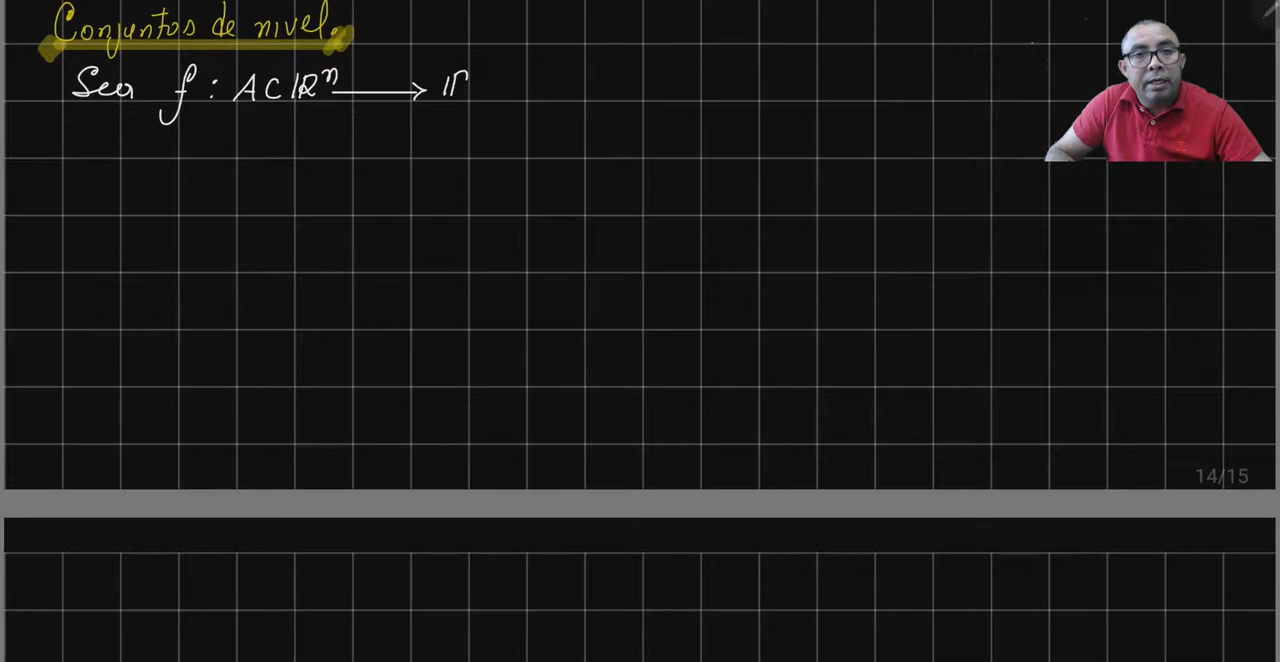 Conjuntos de nivel.
Sea f : A ⊂ ℝⁿ ⟶
14/15